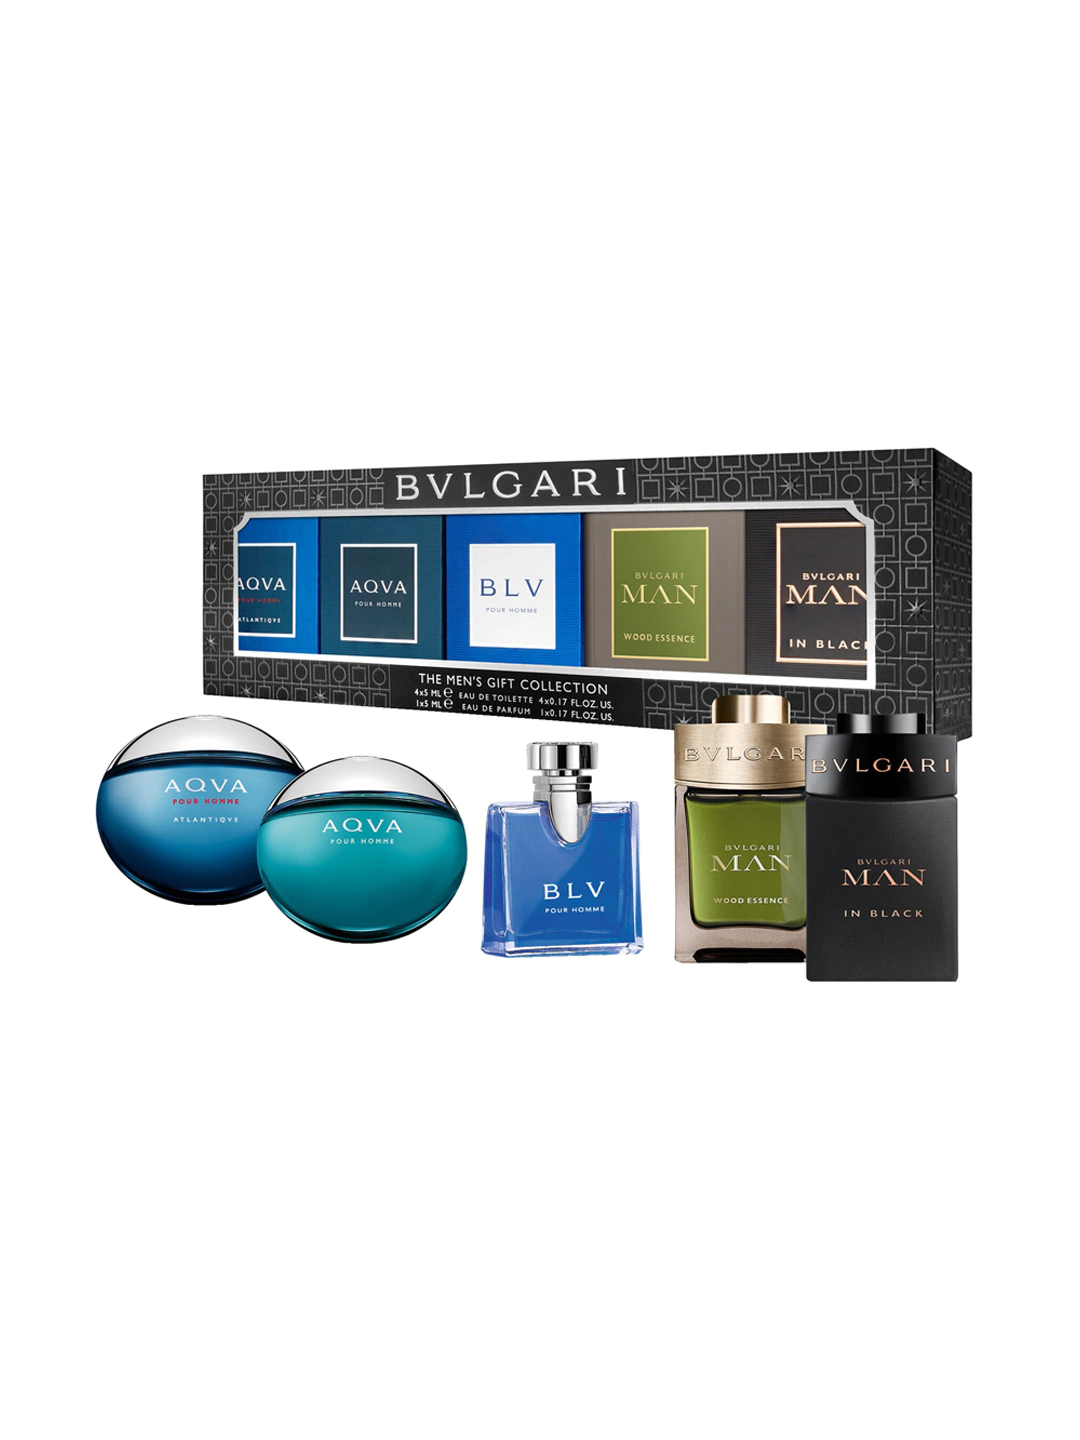 BVLGARI
AQVA
POUR HOMME
ATLANTIQVE
AQVA
POUR HOMME
BLV
POUR HOMME
BVLGARI
MAN
WOOD ESSENCE
BVLGARI
MAN
IN BLACK
THE MEN'S GIFT COLLECTION
4x5 ML e EAU DE TOILETTE 4x0.17 FL.OZ. US.
1x5 ML e EAU DE PARFUM 1x0.17 FL.OZ. US.
AQVA
POUR HOMME
ATLANTIQVE
AQVA
POUR HOMME
BLV
POUR HOMME
BVLGAR
BVLGARI
MAN
WOOD ESSENCE
BVLGARI
BVLGARI
MAN
IN BLACK